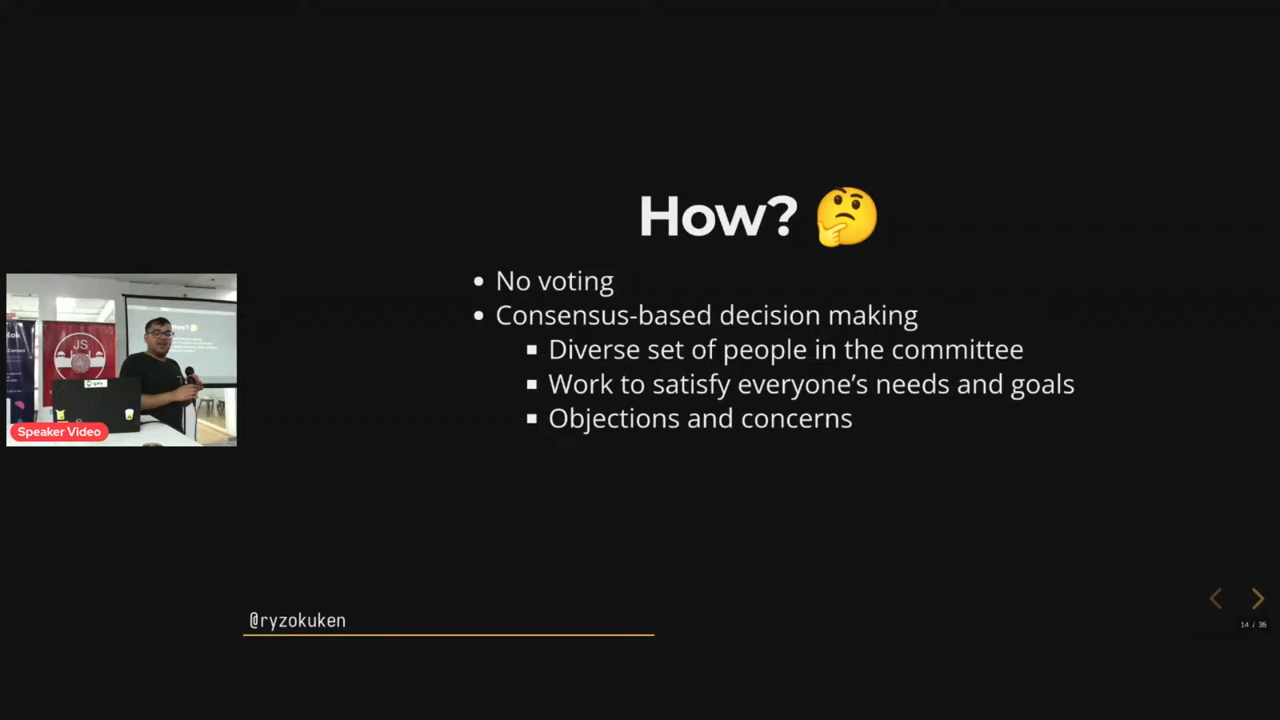 How? 🤔
• No voting
• Consensus-based decision making
▪ Diverse set of people in the committee
▪ Work to satisfy everyone’s needs and goals
▪ Objections and concerns
JS
Speaker Video
@ryzokuken
14 / 35